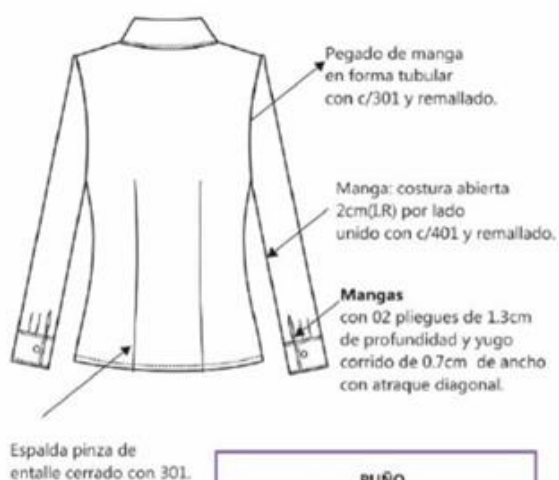 Pegado de manga
en forma tubular
con c/301 y remallado.
Manga: costura abierta
2cm(LR) por lado
unido con c/401 y remallado.
Mangas
con 02 pliegues de 1.3cm
de profundidad y yugo
corrido de 0.7cm de ancho
con atraque diagonal.
Espalda pinza de
entalle cerrado con 301.
PUÑO